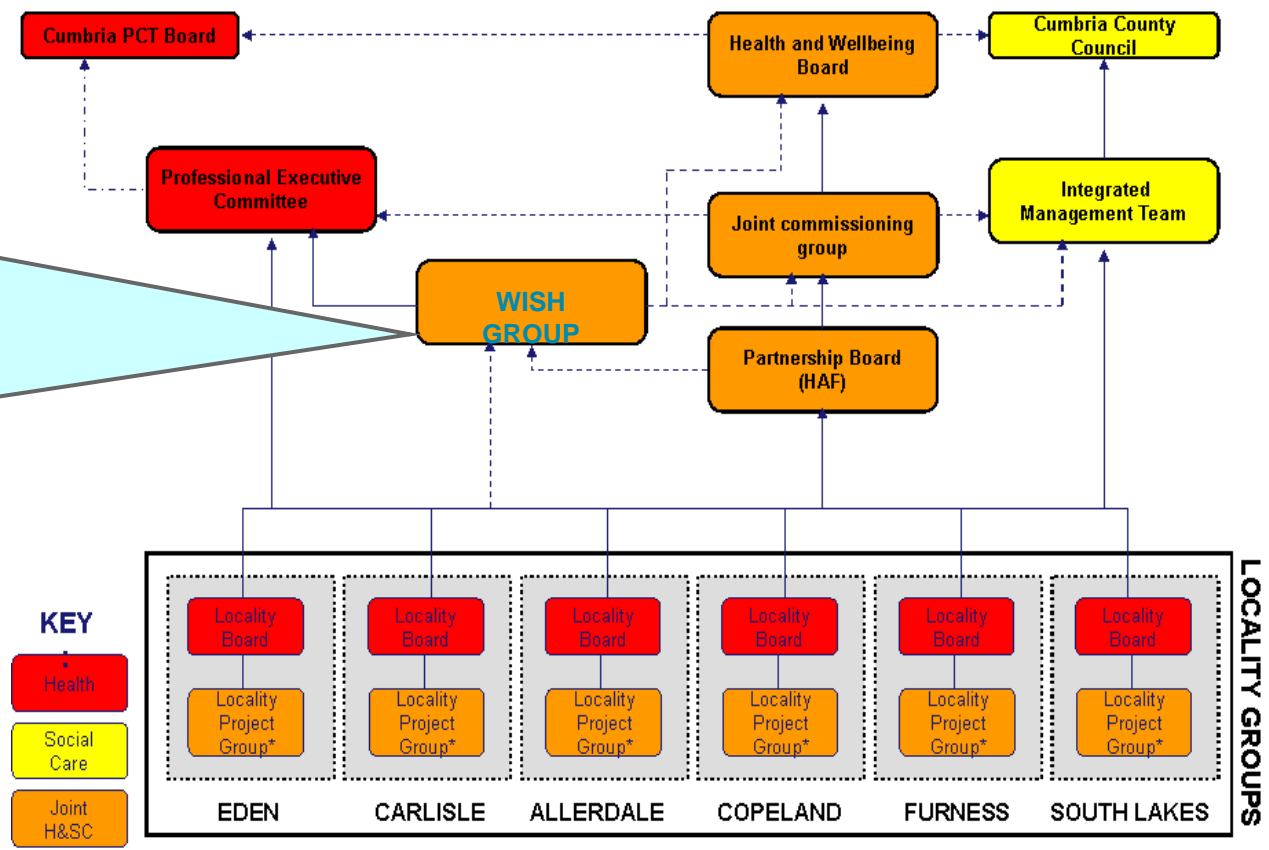 Cumbria PCT Board
Health and Wellbeing
Board
Cumbria County
Council
Professional Executive
Committee
Joint commissioning
group
Integrated
Management Team
WISH
GROUP
Partnership Board
(HAF)
KEY
:
Health
Social
Care
Joint
H&SC
Locality
Board
Locality
Project
Group*
EDEN
Locality
Board
Locality
Project
Group*
CARLISLE
Locality
Board
Locality
Project
Group*
ALLERDALE
Locality
Board
Locality
Project
Group*
COPELAND
Locality
Board
Locality
Project
Group*
FURNESS
Locality
Board
Locality
Project
Group*
SOUTH LAKES
LOCALITY GROUPS